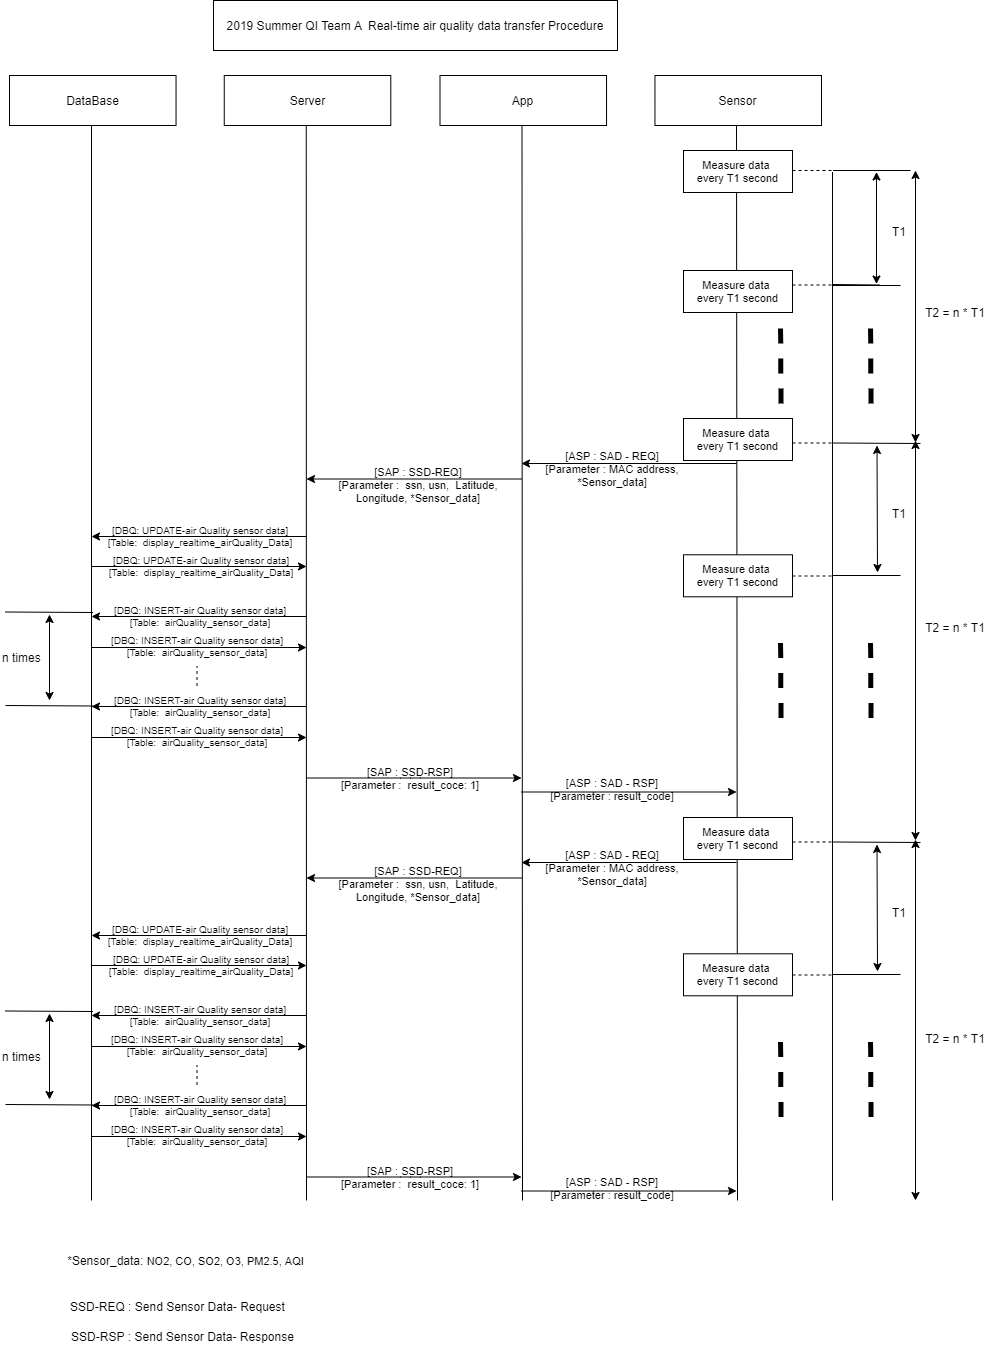 2019 Summer QI Team A  Real-time air quality data transfer Procedure
DataBase
Server
App
Sensor
Measure data
every T1 second
T1
Measure data
every T1 second
T2 = n * T1
Measure data
every T1 second
[ASP : SAD - REQ]
[Parameter : MAC address,
*Sensor_data]
[SAP : SSD-REQ]
[Parameter :  ssn, usn,  Latitude,
Longitude, *Sensor_data]
T1
[DBQ: UPDATE-air Quality sensor data]
[Table:  display_realtime_airQuality_Data]
[DBQ: UPDATE-air Quality sensor data]
[Table:  display_realtime_airQuality_Data]
Measure data
every T1 second
[DBQ: INSERT-air Quality sensor data]
[Table:  airQuality_sensor_data]
T2 = n * T1
[DBQ: INSERT-air Quality sensor data]
[Table:  airQuality_sensor_data]
n times
[DBQ: INSERT-air Quality sensor data]
[Table:  airQuality_sensor_data]
[DBQ: INSERT-air Quality sensor data]
[Table:  airQuality_sensor_data]
[SAP : SSD-RSP]
[Parameter :  result_coce: 1]
[ASP : SAD - RSP]
[Parameter : result_code]
Measure data
every T1 second
[ASP : SAD - REQ]
[Parameter : MAC address,
*Sensor_data]
[SAP : SSD-REQ]
[Parameter :  ssn, usn,  Latitude,
Longitude, *Sensor_data]
T1
[DBQ: UPDATE-air Quality sensor data]
[Table:  display_realtime_airQuality_Data]
[DBQ: UPDATE-air Quality sensor data]
[Table:  display_realtime_airQuality_Data]
Measure data
every T1 second
[DBQ: INSERT-air Quality sensor data]
[Table:  airQuality_sensor_data]
T2 = n * T1
[DBQ: INSERT-air Quality sensor data]
[Table:  airQuality_sensor_data]
n times
[DBQ: INSERT-air Quality sensor data]
[Table:  airQuality_sensor_data]
[DBQ: INSERT-air Quality sensor data]
[Table:  airQuality_sensor_data]
[SAP : SSD-RSP]
[Parameter :  result_coce: 1]
[ASP : SAD - RSP]
[Parameter : result_code]
*Sensor_data: NO2, CO, SO2, O3, PM2.5, AQI
SSD-REQ : Send Sensor Data- Request
SSD-RSP : Send Sensor Data- Response